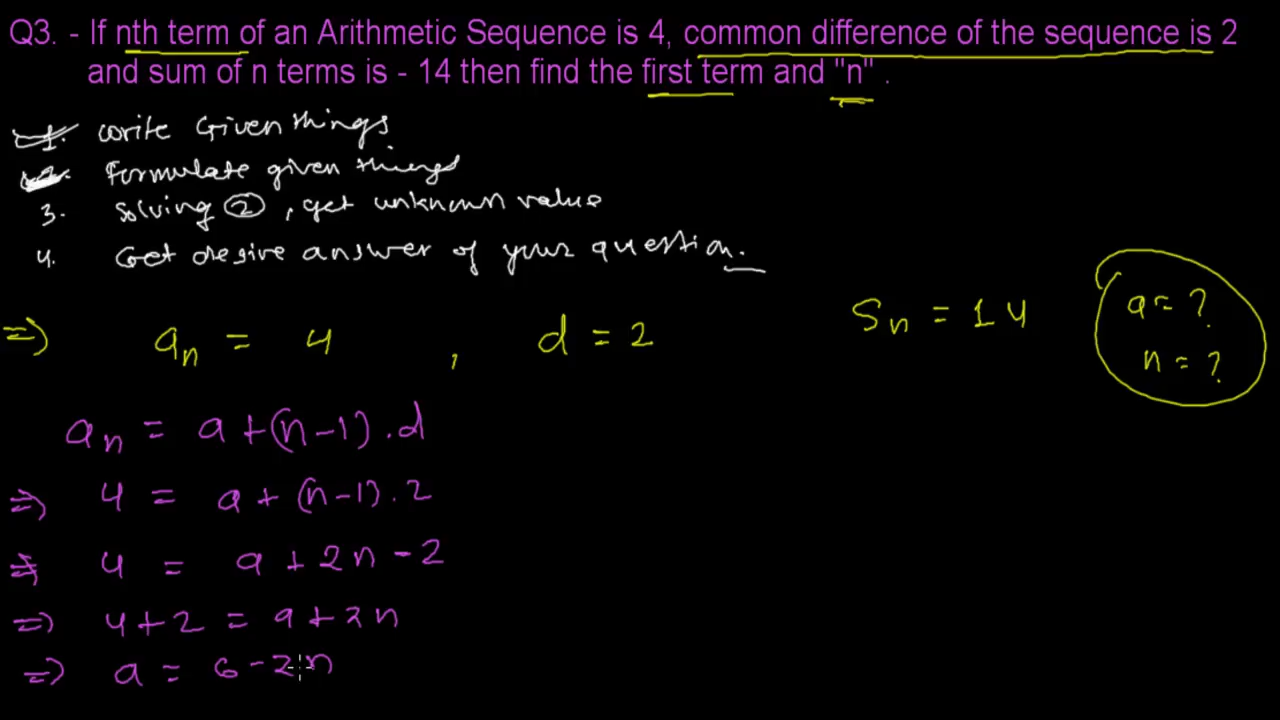 Q3. - If nth term of an Arithmetic Sequence is 4, common difference of the sequence is 2
and sum of n terms is - 14 then find the first term and "n" .
1. Write Given things
2. Formulate given things
3. Solving ②, get unknown value
4. Get desire answer of your question.
=> aₙ = 4 , d = 2 Sₙ = 14 a = ?
n = ?
aₙ = a + (n-1) . d
=> 4 = a + (n-1) . 2
=> 4 = a + 2n - 2
=> 4 + 2 = a + 2n
=> a = 6 - 2n